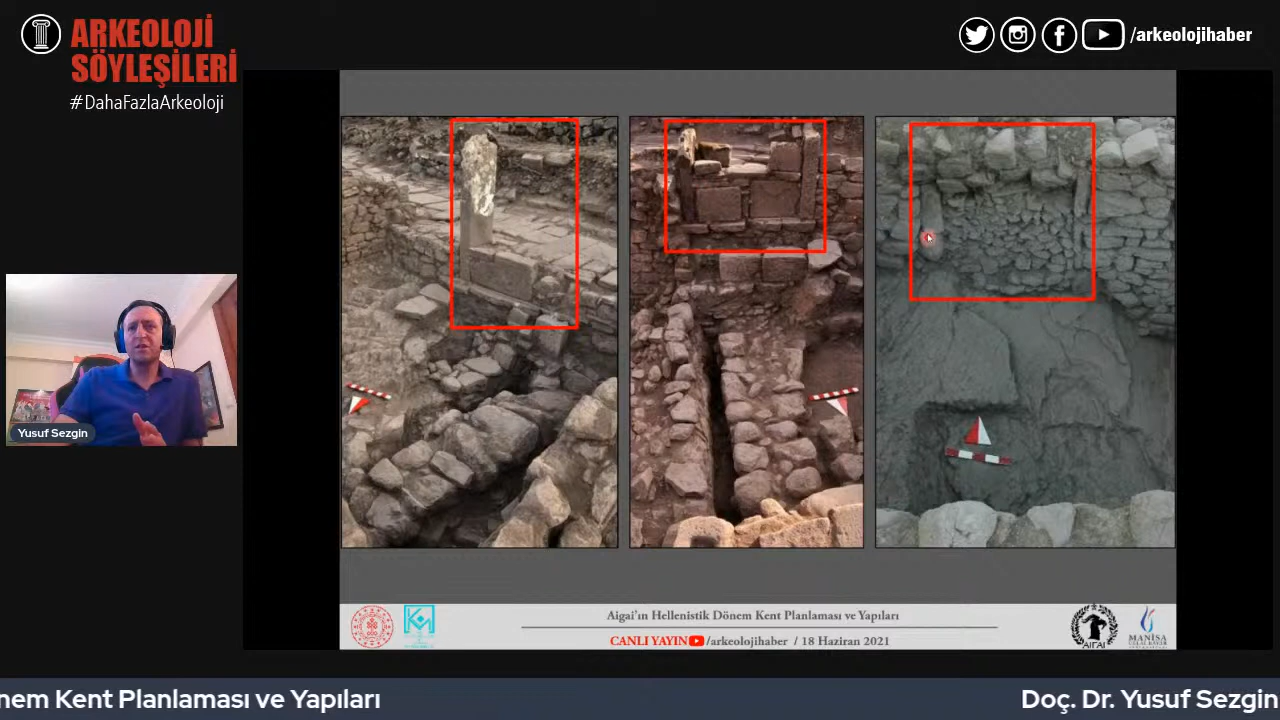 ARKEOLOJİ
SÖYLEŞİLERİ
#DahaFazlaArkeoloji
/arkeolojihaber
Yusuf Sezgin
Aigai'ın Hellenistik Dönem Kent Planlaması ve Yapıları
CANLI YAYIN /arkeolojihaber / 18 Haziran 2021
AIGAI
MANİSA
nem Kent Planlaması ve Yapıları
Doç. Dr. Yusuf Sezgin